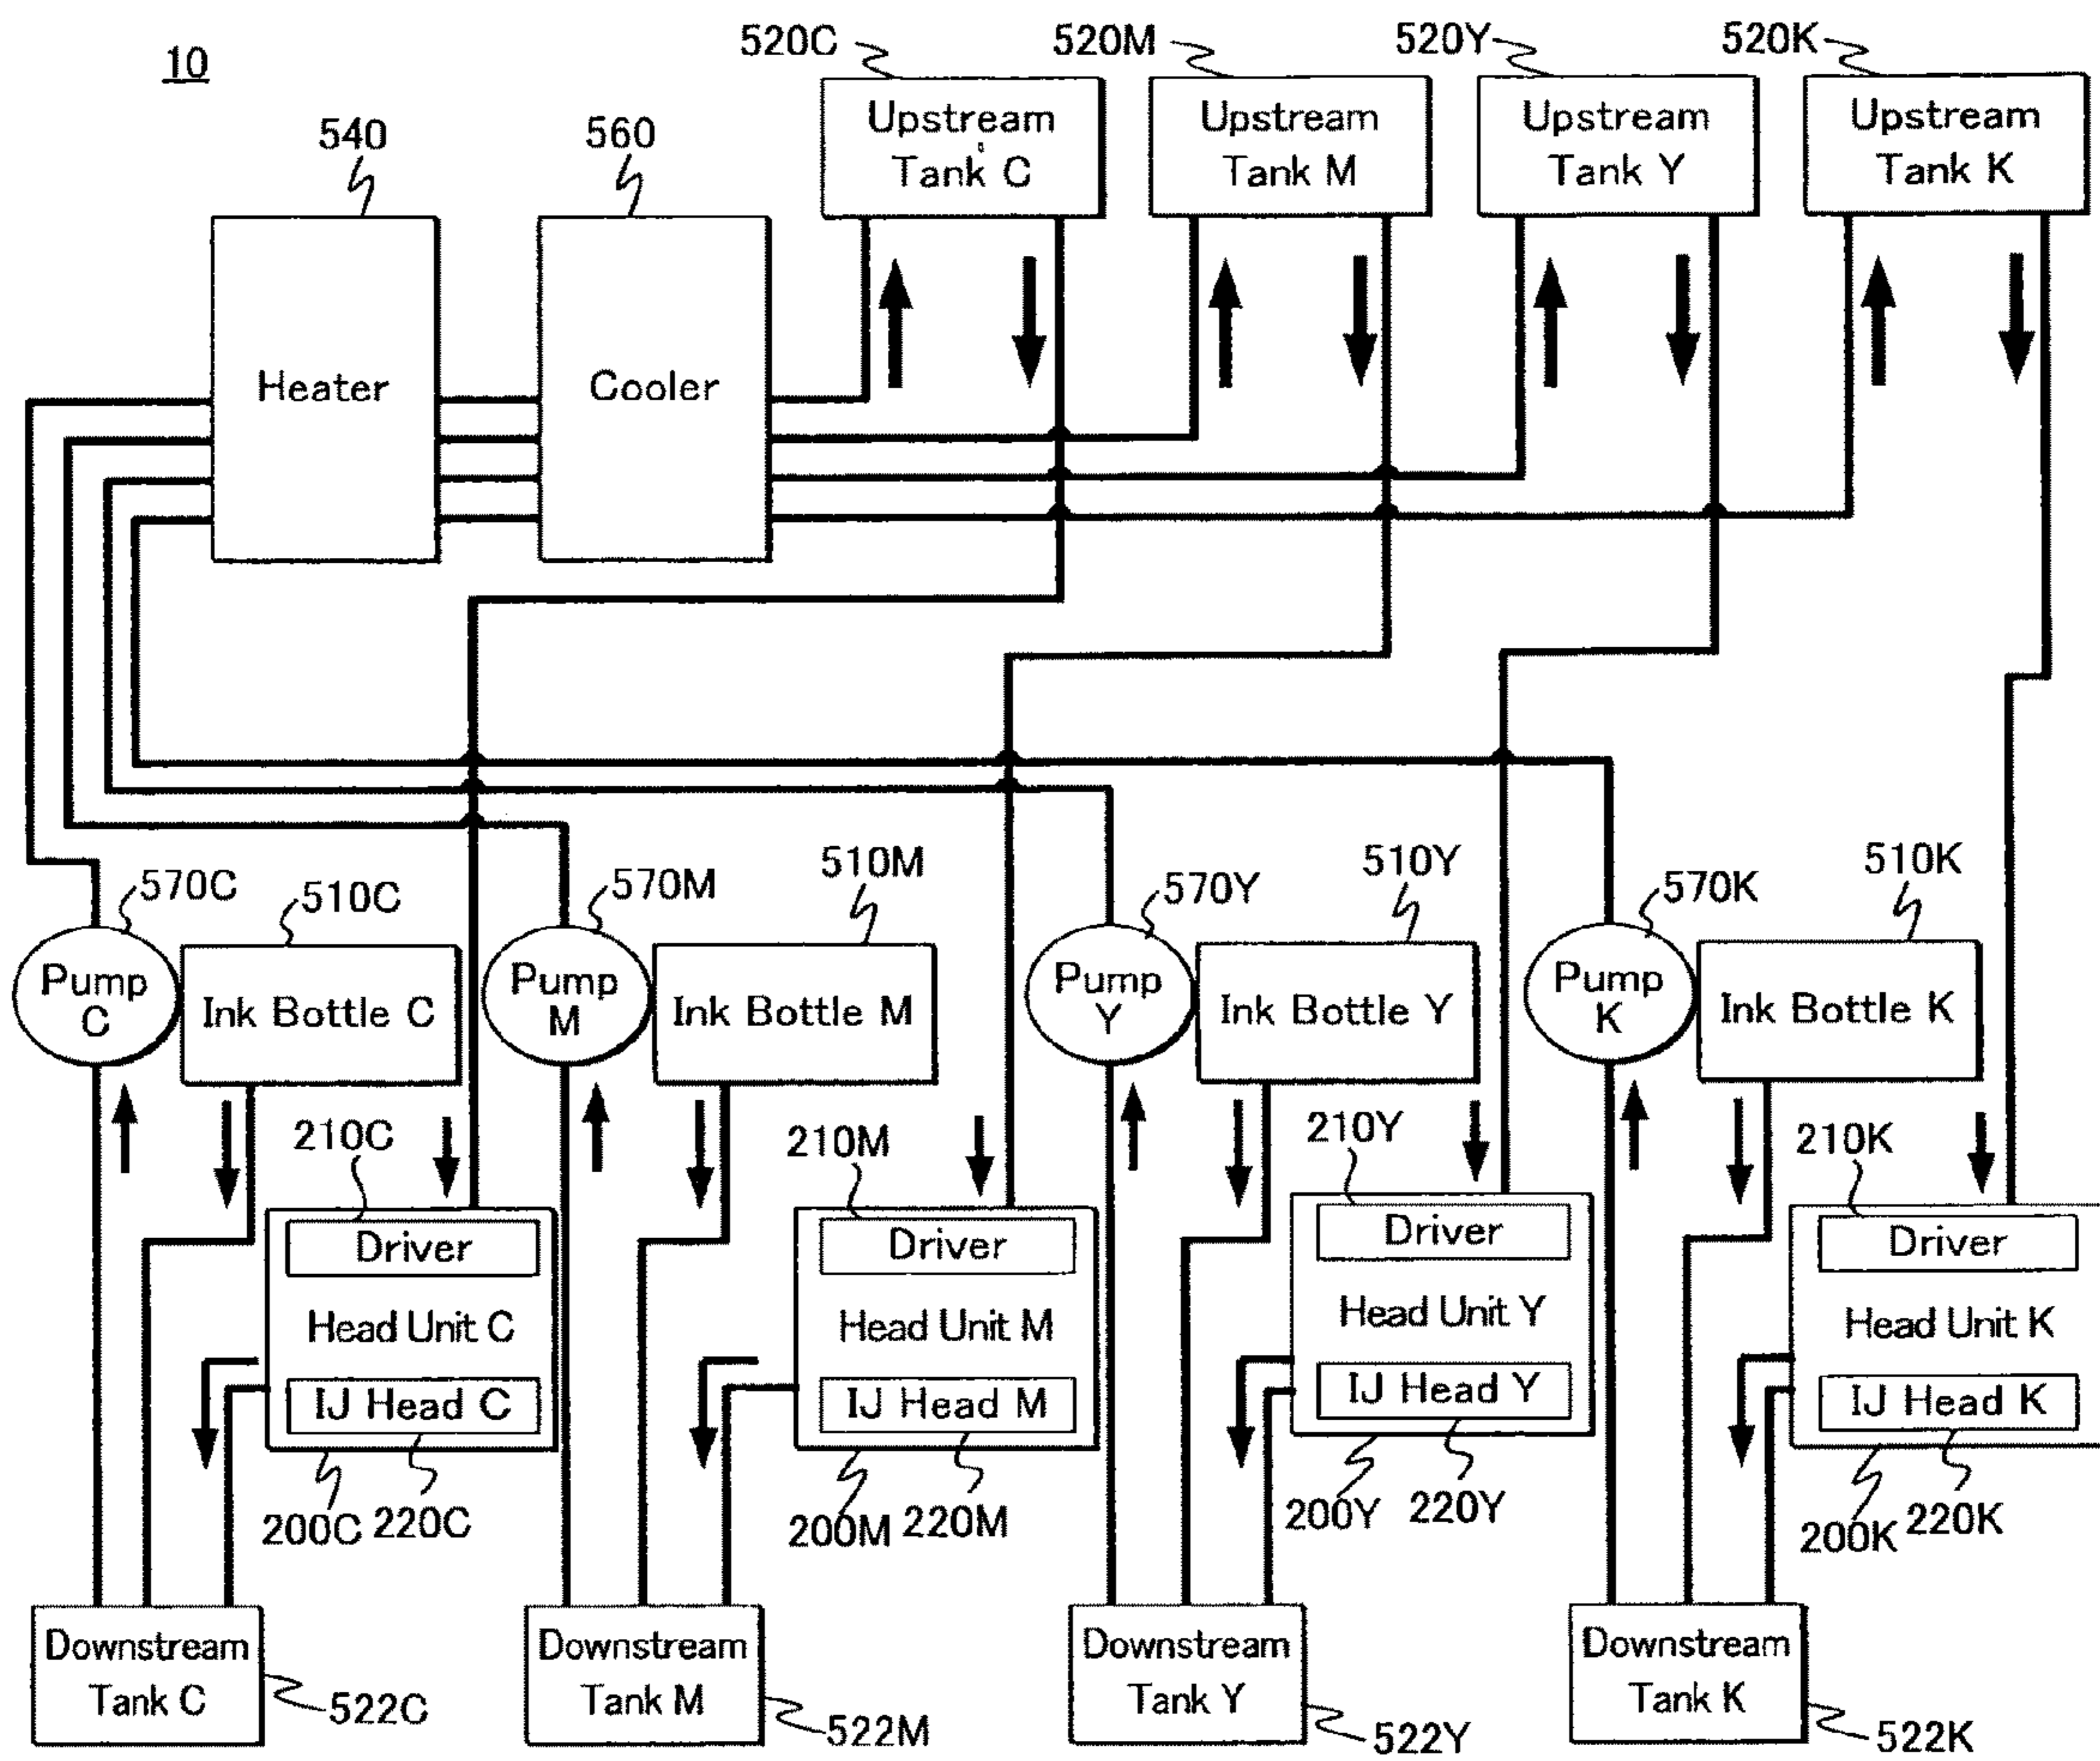 10
520C
520M
520Y
520K
Upstream
Tank C
Upstream
Tank M
Upstream
Tank Y
Upstream
Tank K
540
560
Heater
Cooler
570C
510C
570M
510M
570Y
510Y
570K
510K
Pump
C
Ink Bottle C
Pump
M
Ink Bottle M
Pump
Y
Ink Bottle Y
Pump
K
Ink Bottle K
210C
210M
210Y
210K
Driver
Head Unit C
IJ Head C
Driver
Head Unit M
IJ Head M
Driver
Head Unit Y
IJ Head Y
Driver
Head Unit K
IJ Head K
200C
220C
200M
220M
200Y
220Y
200K
220K
Downstream
Tank C
522C
Downstream
Tank M
522M
Downstream
Tank Y
522Y
Downstream
Tank K
522K